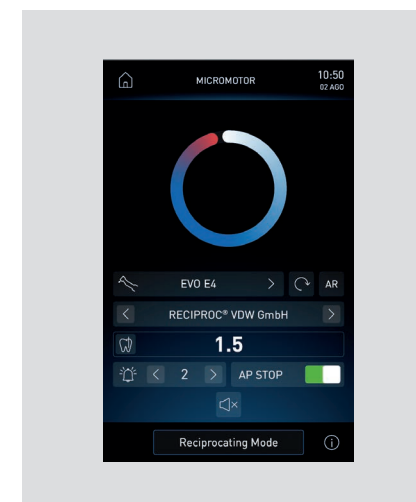 MICROMOTOR
10:50
02 AGO
EVO E4
AR
RECIPROC® VDW GmbH
1.5
2
AP STOP
Reciprocating Mode